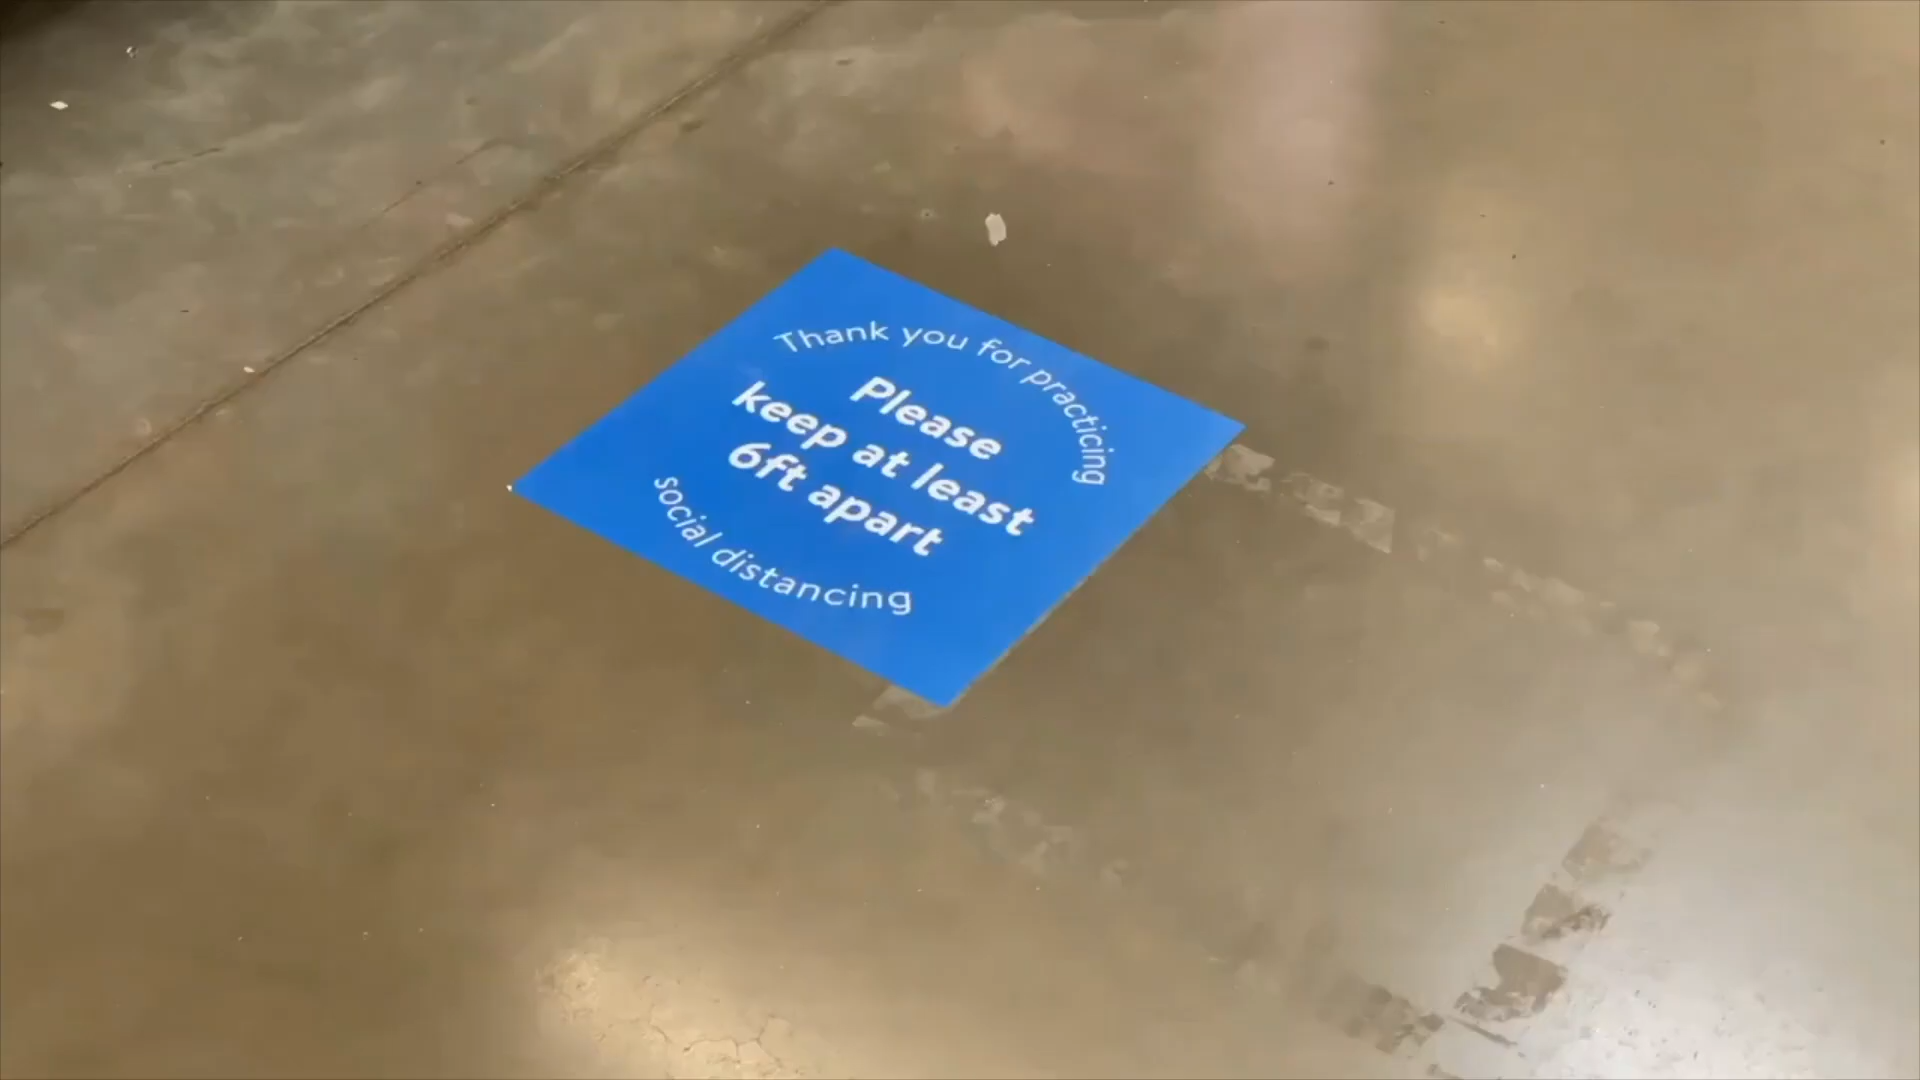 Thank you for practicing
Please
keep at least
6ft apart
social distancing